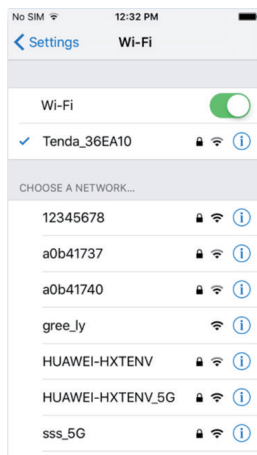 No SIM 12:32 PM
Settings Wi-Fi
Wi-Fi
Tenda_36EA10
CHOOSE A NETWORK...
12345678
a0b41737
a0b41740
gree_ly
HUAWEI-HXTENV
HUAWEI-HXTENV_5G
sss_5G